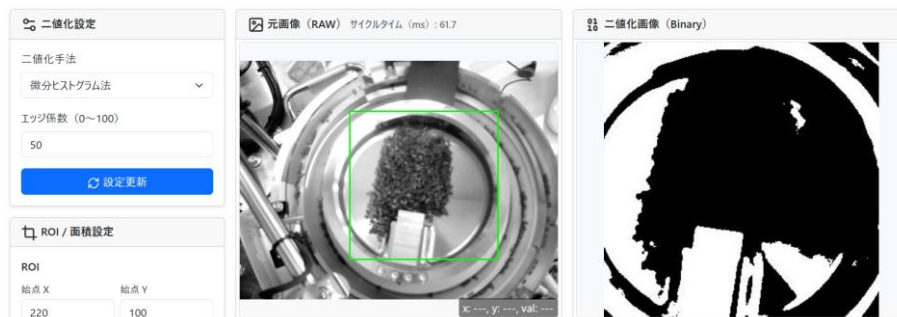 二値化設定
二値化手法
微分ヒストグラム法
エッジ係数（0～100）
50
設定更新
ROI / 面積設定
ROI
始点 X
始点 Y
220
100
元画像（RAW） サイクルタイム（ms）: 61.7
x: ---, y: ---, val: ---
二値化画像（Binary）